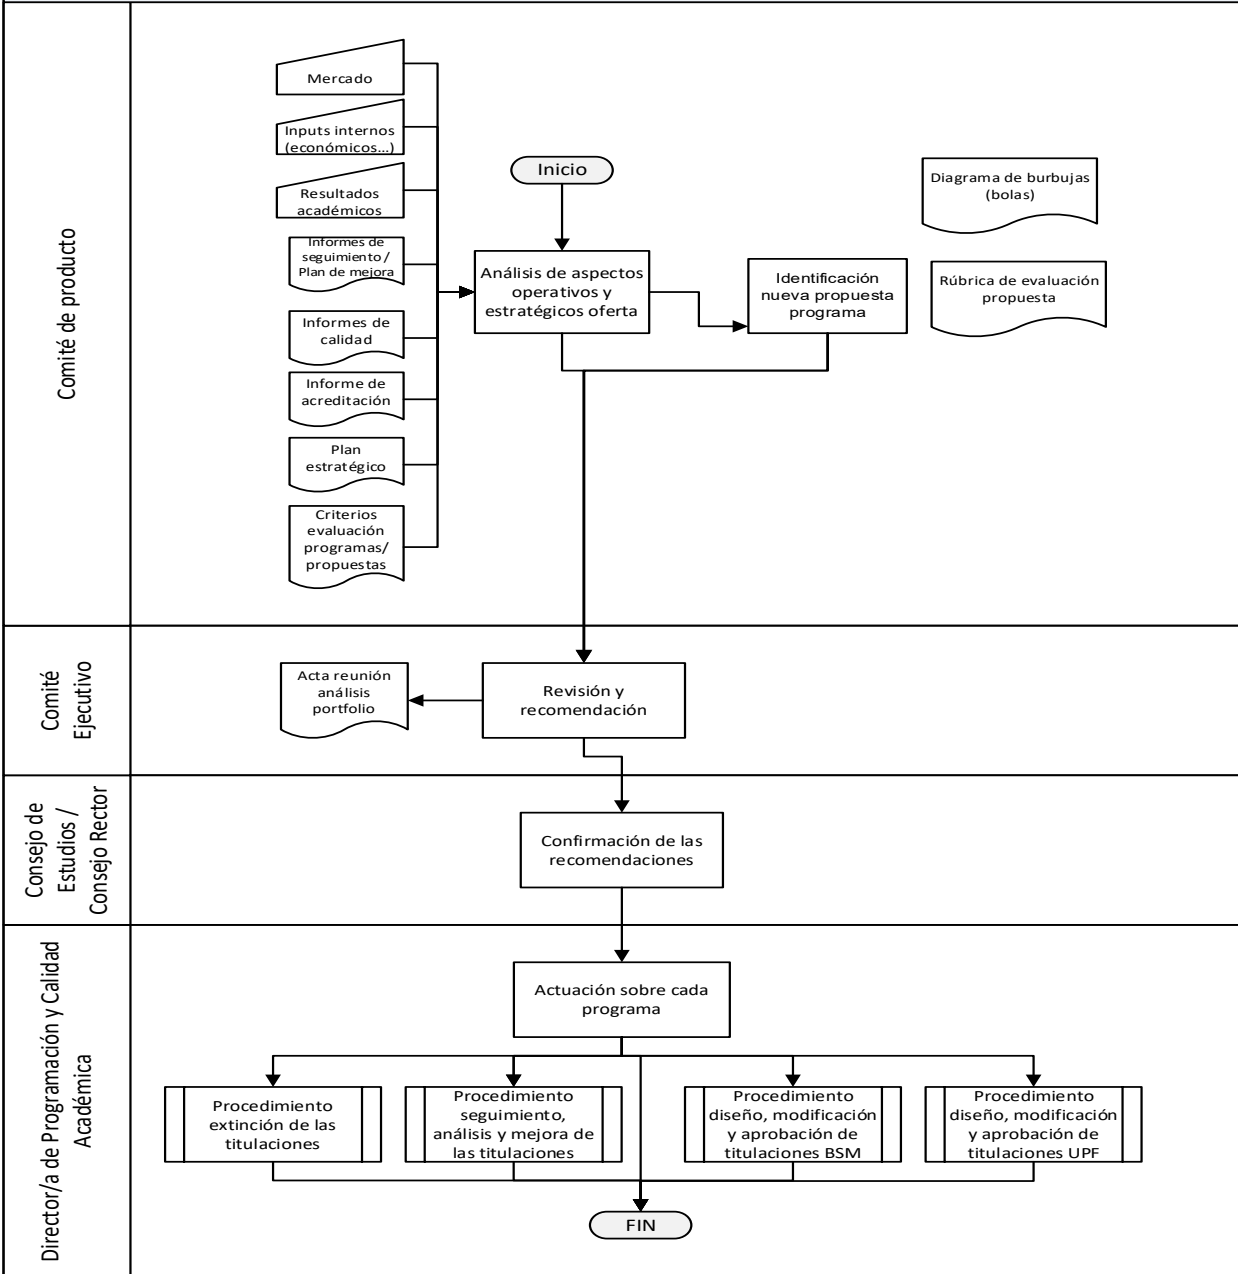 Comité de producto
Mercado
Inputs internos
(económicos...)
Resultados
académicos
Informes de
seguimiento /
Plan de mejora
Informes de
calidad
Informe de
acreditación
Plan
estratégico
Criterios
evaluación
programas/
propuestas
Inicio
Análisis de aspectos
operativos y
estratégicos oferta
Identificación
nueva propuesta
programa
Diagrama de burbujas
(bolas)
Rúbrica de evaluación
propuesta
Comité
Ejecutivo
Acta reunión
análisis
portfolio
Revisión y
recomendación
Consejo de
Estudios /
Consejo Rector
Confirmación de las
recomendaciones
Director/a de Programación y Calidad
Académica
Actuación sobre cada
programa
Procedimiento
extinción de las
titulaciones
Procedimiento
seguimiento,
análisis y mejora de
las titulaciones
Procedimiento
diseño, modificación
y aprobación de
titulaciones BSM
Procedimiento
diseño, modificación
y aprobación de
titulaciones UPF
FIN